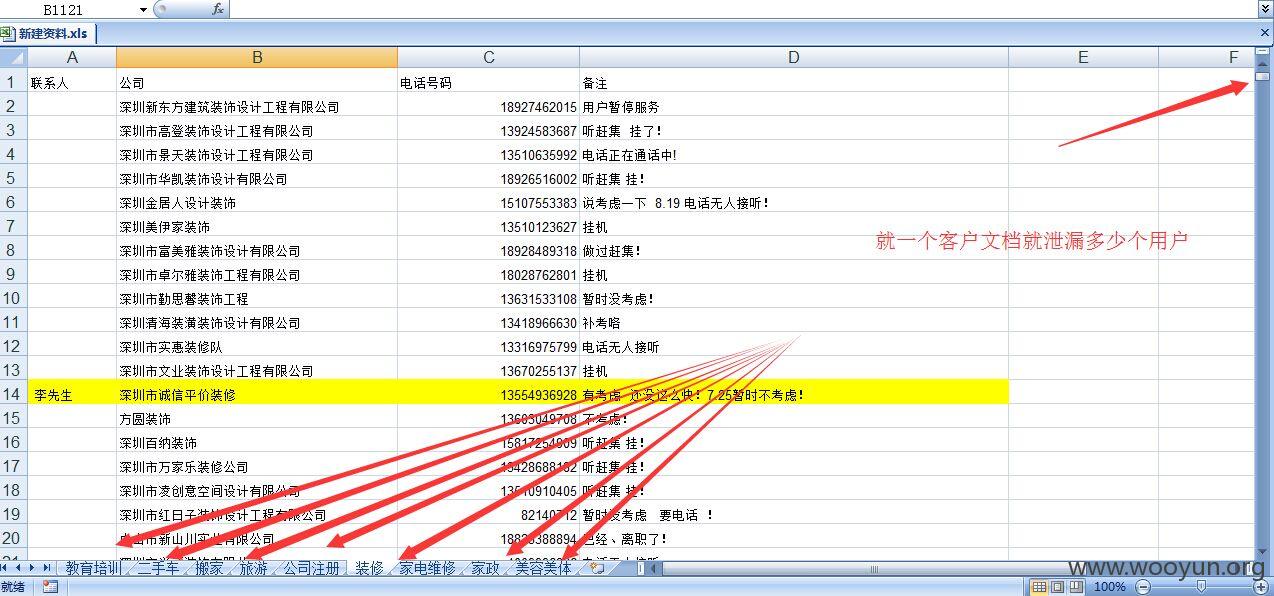 B1121 fx
新建资料.xls
A B C D E F
1 联系人 公司 电话号码 备注
2 深圳新东方建筑装饰设计工程有限公司 18927462015 用户暂停服务
3 深圳市高登装饰设计工程有限公司 13924583687 听赶集 挂了!
4 深圳市景天装饰设计工程有限公司 13510635992 电话正在通话中!
5 深圳市华凯装饰设计有限公司 18926516002 听赶集 挂!
6 深圳金居人设计装饰 15107553383 说考虑一下 8.19 电话无人接听!
7 深圳美伊家装饰 13510123627 挂机
8 深圳市富美雅装饰设计工程有限公司 18928489318 做过赶集!
9 深圳市卓尔雅装饰工程有限公司 18028762801 挂机
就一个客户文档就泄漏多少个用户
10 深圳市勤思馨装饰工程 13631533108 暂时没考虑!
11 深圳清海装潢装饰设计有限公司 13418966630 补考咯
12 深圳市实惠装修队 13316975799 电话无人接听
13 深圳市文业装饰设计工程有限公司 13670255137 挂机
14 李先生 深圳市诚信平价装修 13554936928 有考虑 还没这么快! 7.25暂时不考虑!
15 方圆装饰 13603049708 不考虑!
16 深圳百纳装饰 听赶集 挂!
17 深圳市万家乐装修公司 听赶集 挂!
18 深圳市凌创意空间设计有限公司 听赶集 挂!
19 深圳市红日子装饰设计工程有限公司 暂时没考虑 要电话 !
20 市新山川实业有限公司 已经、离职了!
21
教育培训 二手车 搬家 旅游 公司注册 装修 家电维修 家政 美容美体
www.wooyun.org
就绪 100%